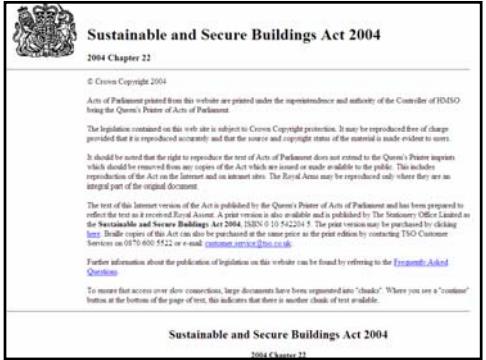 Sustainable and Secure Buildings Act 2004
2004 Chapter 22
© Crown Copyright 2004
Acts of Parliament printed from this website are printed under the superintendence and authority of the Controller of HMSO
being the Queen's Printer of Acts of Parliament.
The legislation contained on this web site is subject to Crown Copyright protection. It may be reproduced free of charge
provided that it is reproduced accurately and that the source and copyright status of the material is made evident to users.
It should be noted that the right to reproduce the text of Acts of Parliament does not extend to the Queen's Printer imprints
which should be removed from any copies of the Act which are issued or made available to the public. This includes
reproduction of the Act on the Internet and on intranet sites. The Royal Arms may be reproduced only where they are an
integral part of the original document.
The text of this Internet version of the Act is published by the Queen's Printer of Acts of Parliament and has been prepared to
reflect the text as it received Royal Assent. A print version is also available and is published by The Stationery Office Limited as
the Sustainable and Secure Buildings Act 2004, ISBN 0 10 542204 5. The print version may be purchased by clicking
here. Braille copies of this Act can also be purchased at the same price as the print edition by contacting TSO Customer
Services on 0870 600 5522 or e-mail: customer.service@tso.co.uk.
Further information about the publication of legislation on this website can be found by referring to the Frequently Asked
Questions.
To ensure fast access over slow connections, large documents have been segmented into "chunks". Where you see a "continue"
button at the bottom of the page of text, this indicates that there is another chunk of text available.
Sustainable and Secure Buildings Act 2004
2004 Chapter 22